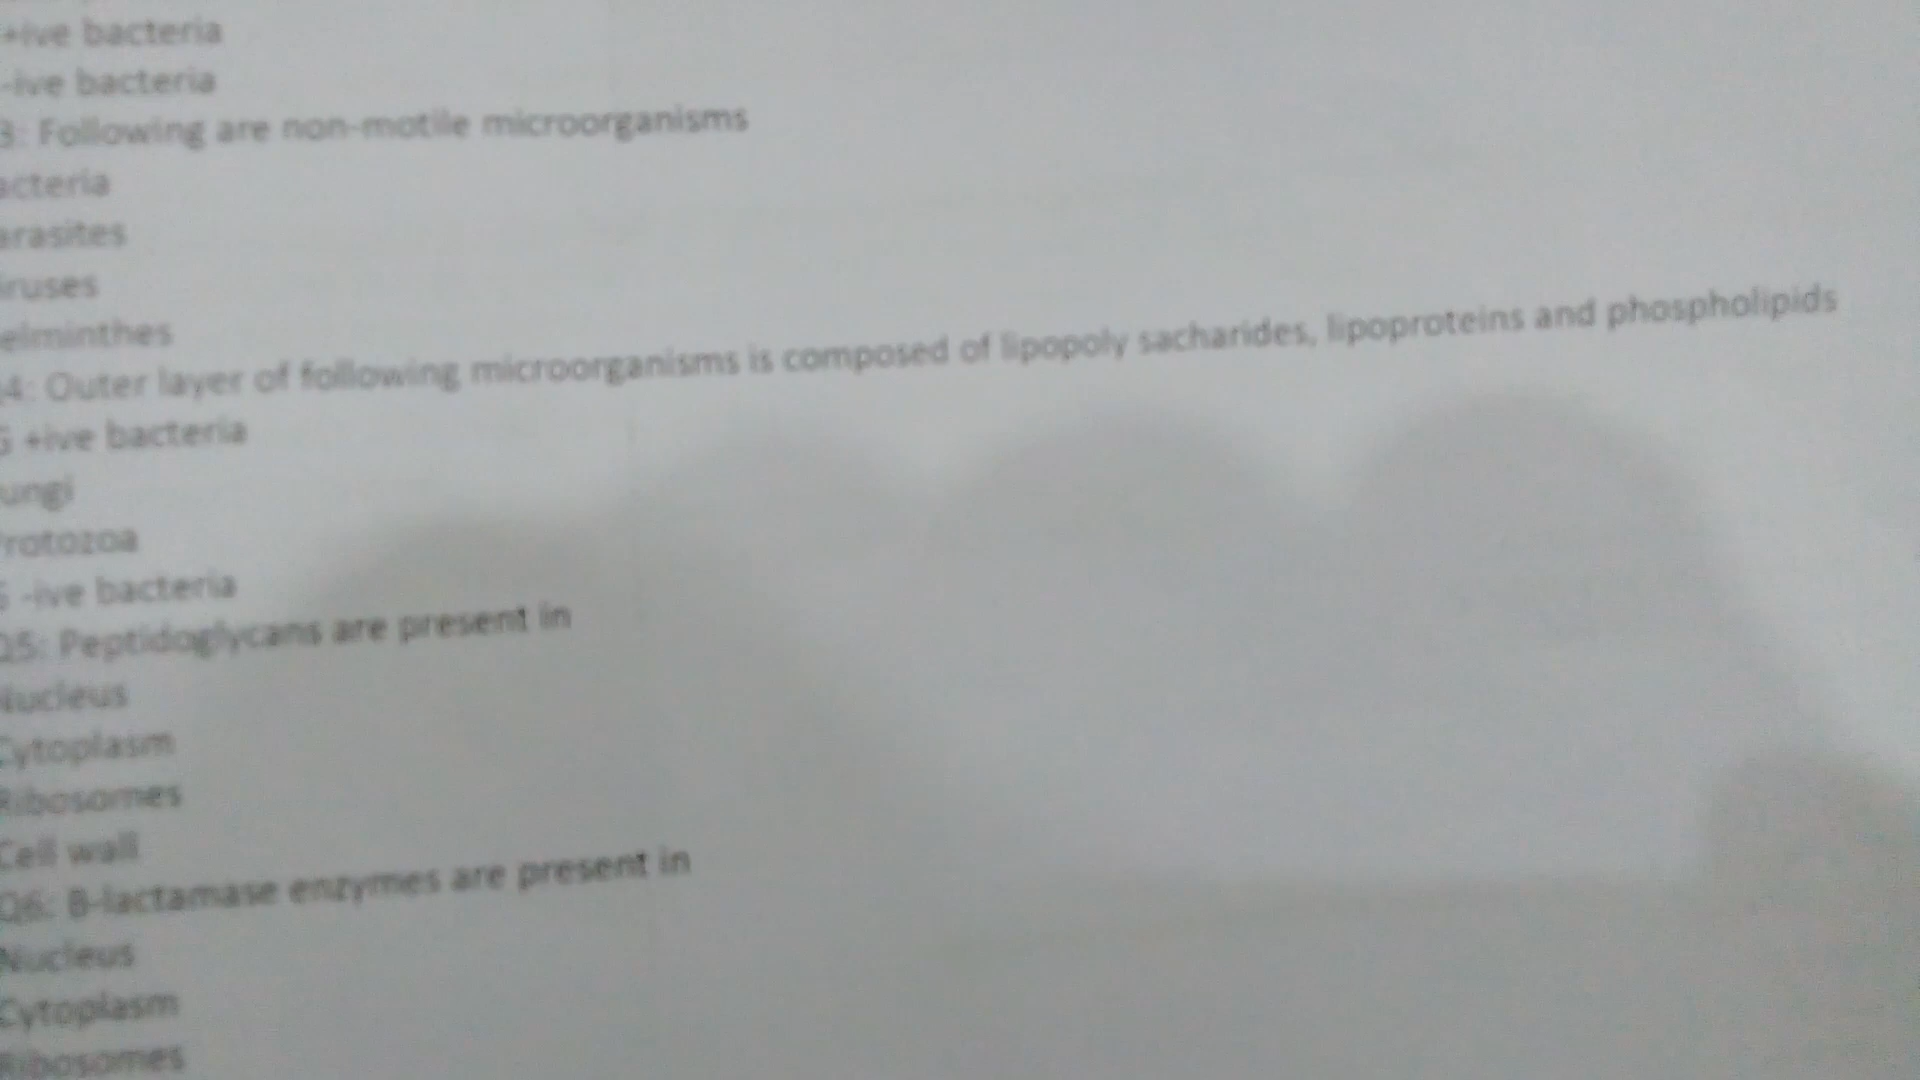 +ive bacteria
-ive bacteria
3: Following are non-motile microorganisms
acteria
arasites
iruses
elminthes
4: Outer layer of following microorganisms is composed of lipopoly sacharides, lipoproteins and phospholipids
G +ive bacteria
ungi
rotozoa
G -ive bacteria
Q5: Peptidoglycans are present in
Nucleus
Cytoplasm
Ribosomes
Cell wall
Q6: B-lactamase enzymes are present in
Nucleus
Cytoplasm
Ribosomes